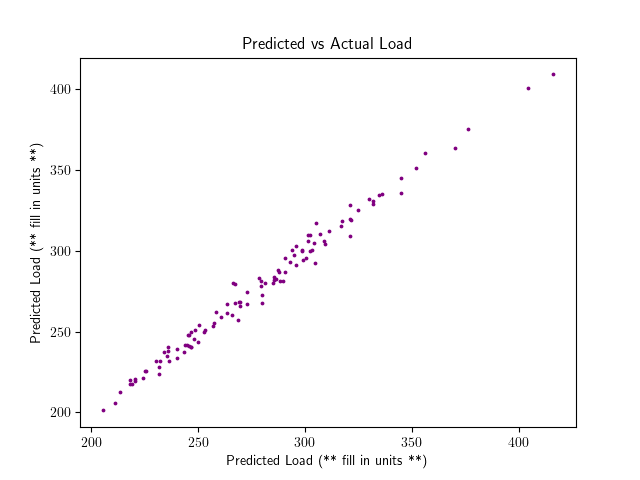 Predicted vs Actual Load
Predicted Load (** fill in units **)
400
350
300
250
200
200 250 300 350 400
Predicted Load (** fill in units **)